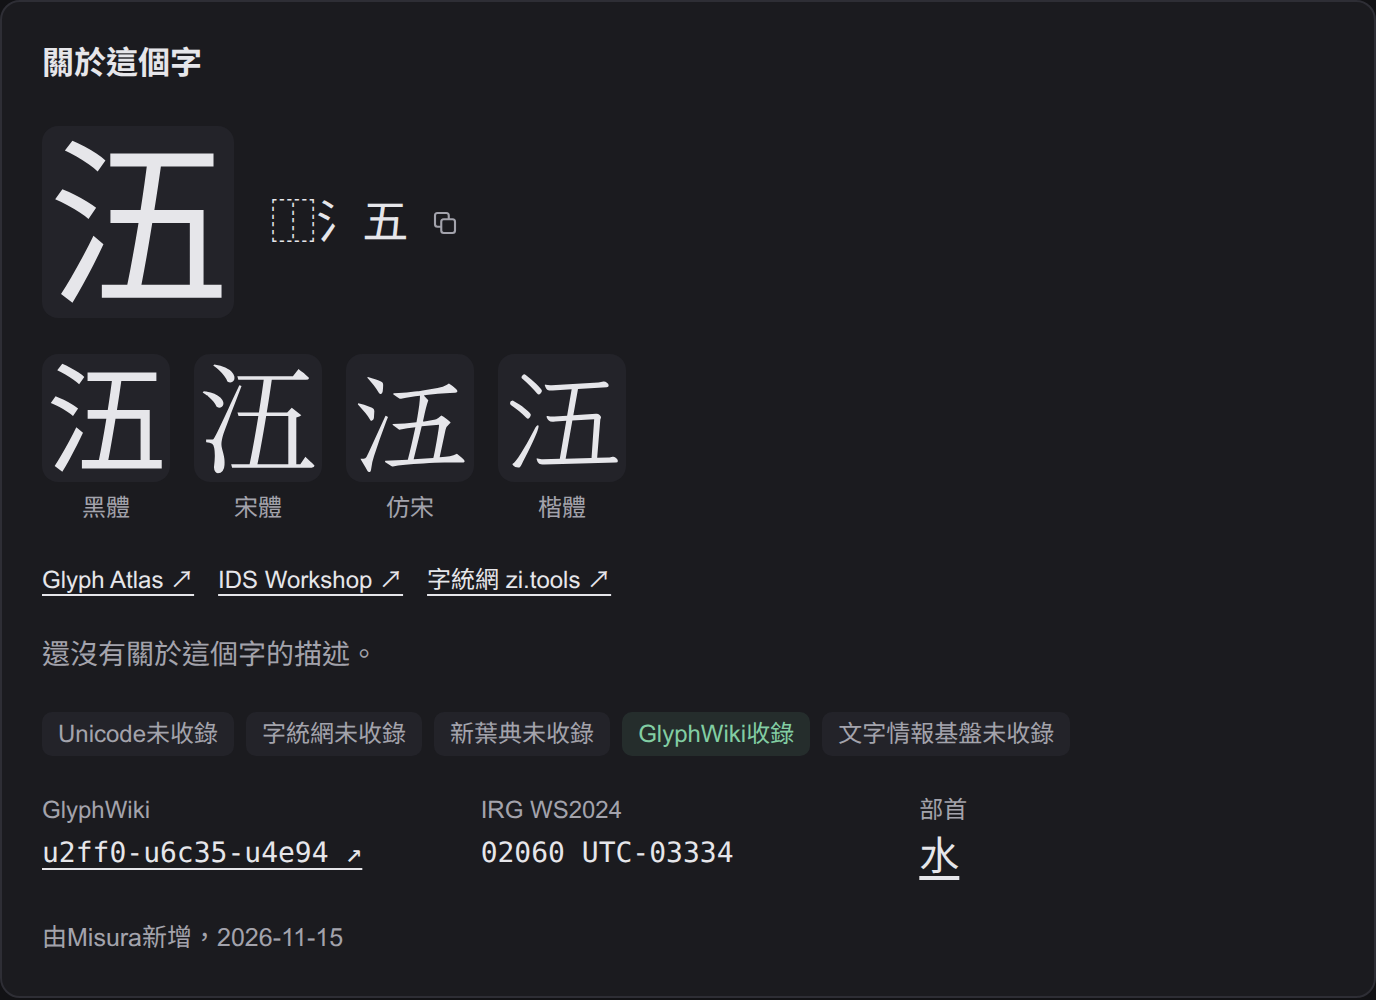 關於這個字
⿰氵五
⿰氵五
黑體 宋體 仿宋 楷體
Glyph Atlas ↗ IDS Workshop ↗ 字統網 zi.tools ↗
還沒有關於這個字的描述。
Unicode未收錄 字統網未收錄 新葉典未收錄 GlyphWiki收錄 文字情報基盤未收錄
GlyphWiki IRG WS2024 部首
u2ff0-u6c35-u4e94 ↗ 02060 UTC-03334 水
由Misura新增，2026-11-15